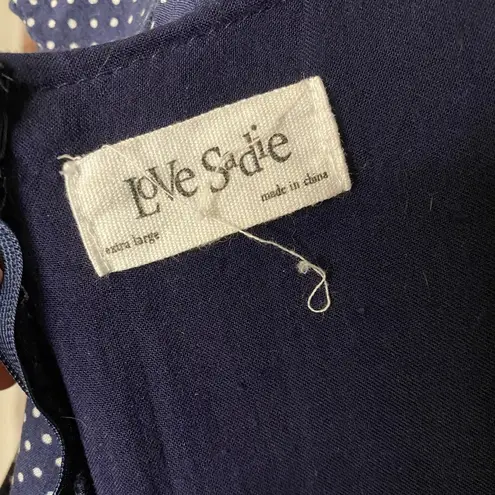 Love Sadie
extra large
made in china